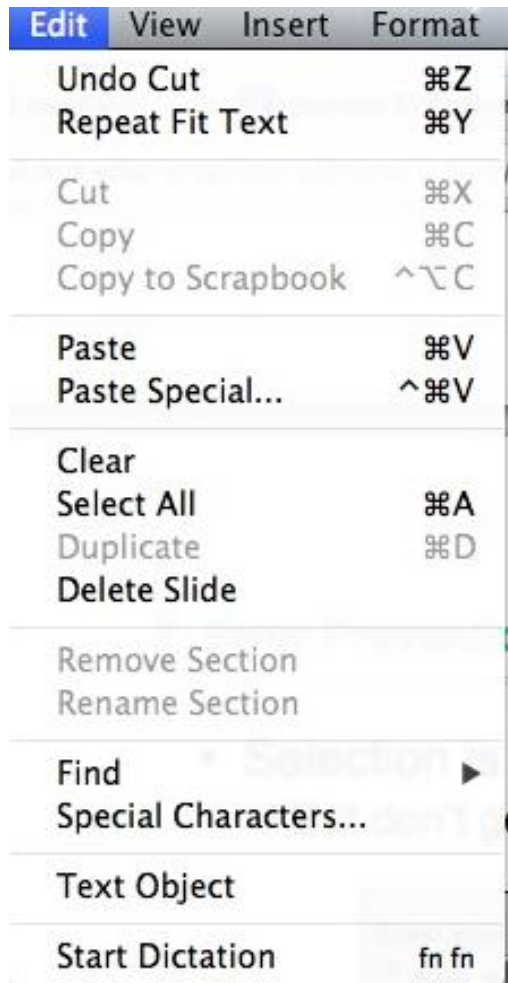 Edit View Insert Format
Undo Cut ⌘Z
Repeat Fit Text ⌘Y
Cut ⌘X
Copy ⌘C
Copy to Scrapbook ^⌥C
Paste ⌘V
Paste Special... ^⌘V
Clear
Select All ⌘A
Duplicate ⌘D
Delete Slide
Remove Section
Rename Section
Find ▶
Special Characters...
Text Object
Start Dictation fn fn